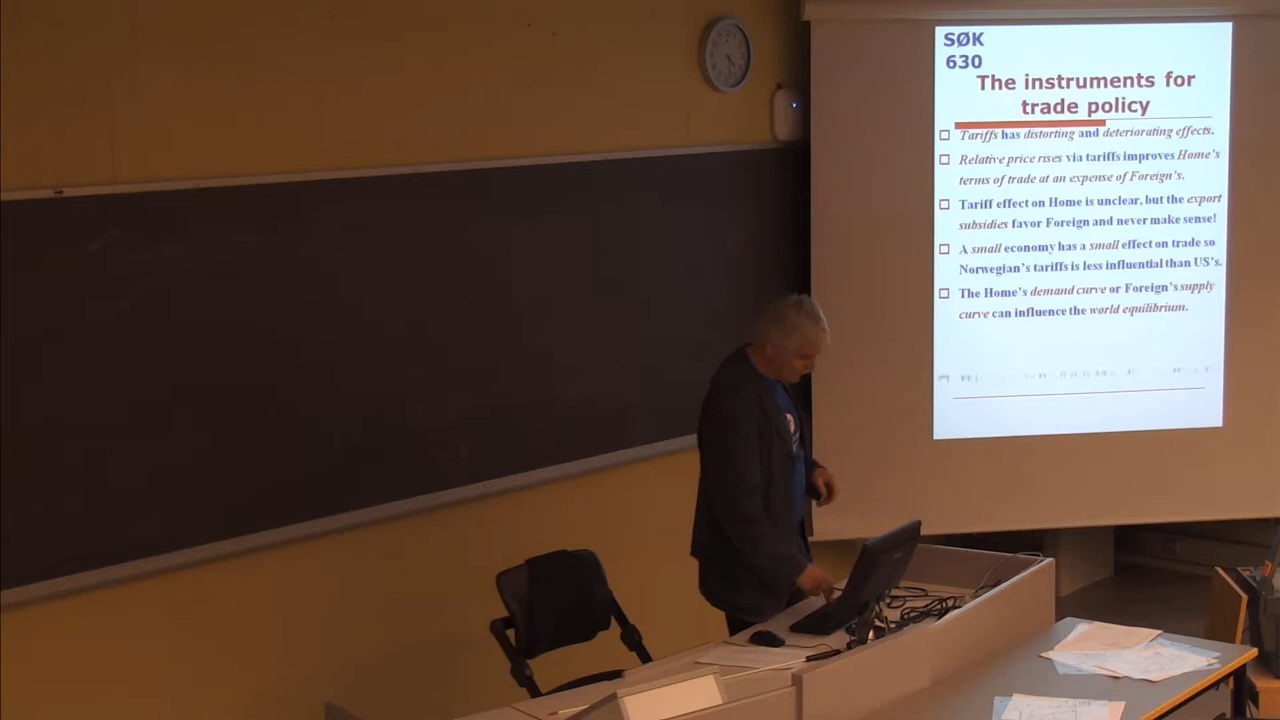 SØK
630
The instruments for
trade policy
Tariffs has distorting and deteriorating effects.
Relative price rises via tariffs improves Home's
terms of trade at an expense of Foreign's.
Tariff effect on Home is unclear, but the export
subsidies favor Foreign and never make sense!
A small economy has a small effect on trade so
Norwegian's tariffs is less influential than US's.
The Home's demand curve or Foreign's supply
curve can influence the world equilibrium.